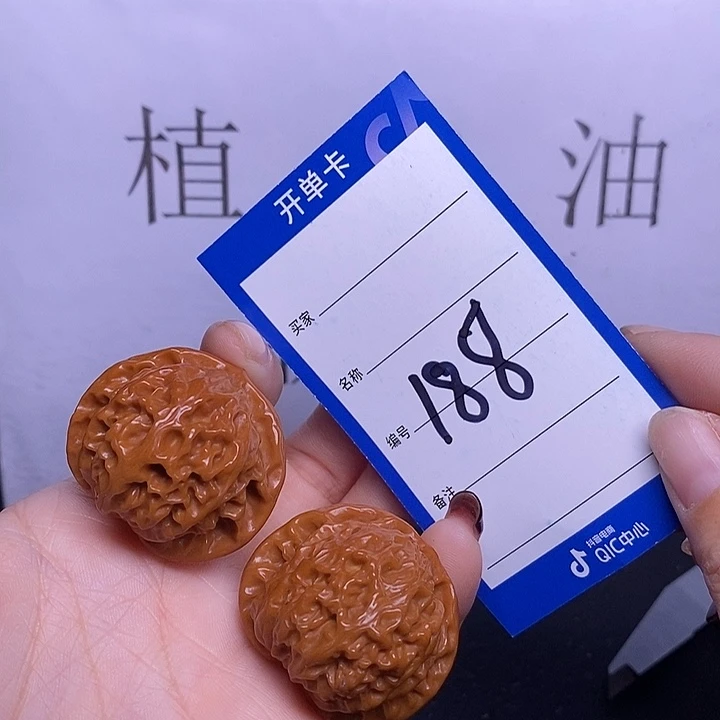 植 油
开单卡
买家
名称
编号 188
备注
抖音电商
QIC中心